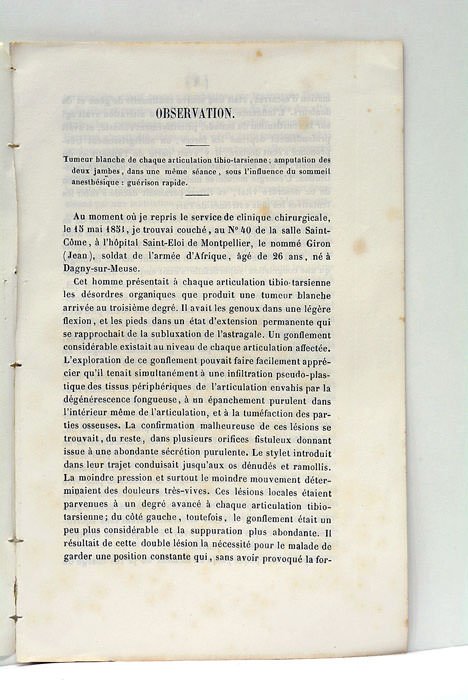 OBSERVATION.
Tumeur blanche de chaque articulation tibio-tarsienne; amputation des
deux jambes, dans une même séance, sous l'influence du sommeil
anesthésique : guérison rapide.
Au moment où je repris le service de clinique chirurgicale,
le 15 mai 1851, je trouvai couché, au N° 40 de la salle Saint-
Côme, à l'hôpital Saint-Eloi de Montpellier, le nommé Giron
(Jean), soldat de l'armée d'Afrique, âgé de 26 ans, né à
Dagny-sur-Meuse.
Cet homme présentait à chaque articulation tibio-tarsienne
les désordres organiques que produit une tumeur blanche
arrivée au troisième degré. Il avait les genoux dans une légère
flexion, et les pieds dans un état d'extension permanente qui
se rapprochait de la subluxation de l'astragale. Un gonflement
considérable existait au niveau de chaque articulation affectée.
L'exploration de ce gonflement pouvait faire facilement appré-
cier qu'il tenait simultanément à une infiltration pseudo-plas-
tique des tissus périphériques de l'articulation envahis par la
dégénérescence fongueuse, à un épanchement purulent dans
l'intérieur même de l'articulation, et à la tuméfaction des par-
ties osseuses. La confirmation malheureuse de ces lésions se
trouvait, du reste, dans plusieurs orifices fistuleux donnant
issue à une abondante sécrétion purulente. Le stylet introduit
dans leur trajet conduisait jusqu'aux os dénudés et ramollis.
La moindre pression et surtout le moindre mouvement déter-
minaient des douleurs très-vives. Ces lésions locales étaient
parvenues à un degré avancé à chaque articulation tibio-
tarsienne; du côté gauche, toutefois, le gonflement était un
peu plus considérable et la suppuration plus abondante. Il
résultait de cette double lésion la nécessité pour le malade de
garder une position constante qui, sans avoir provoqué la for-